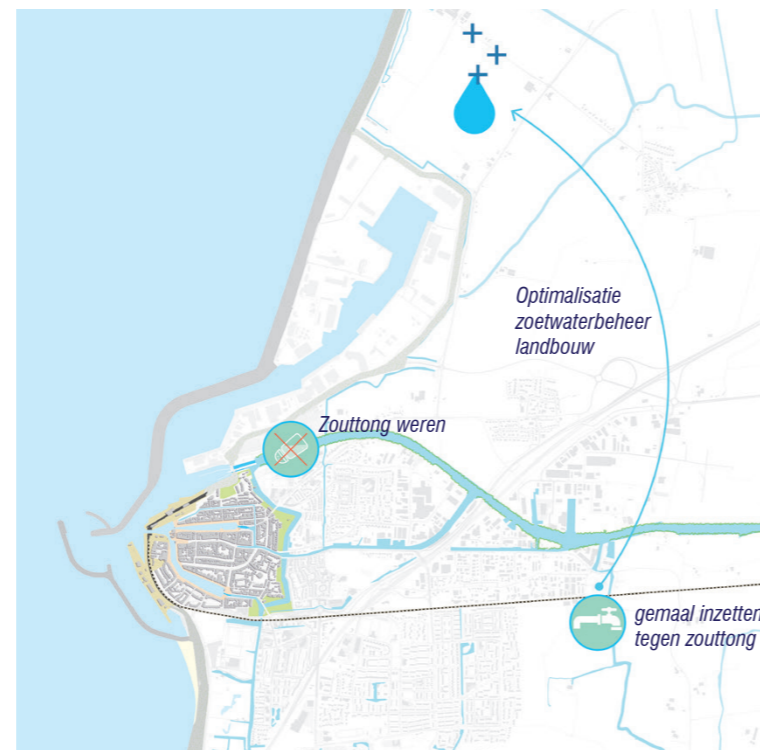 Optimalisatie
zoetwaterbeheer
landbouw
Zouttong weren
gemaal inzetten
tegen zouttong